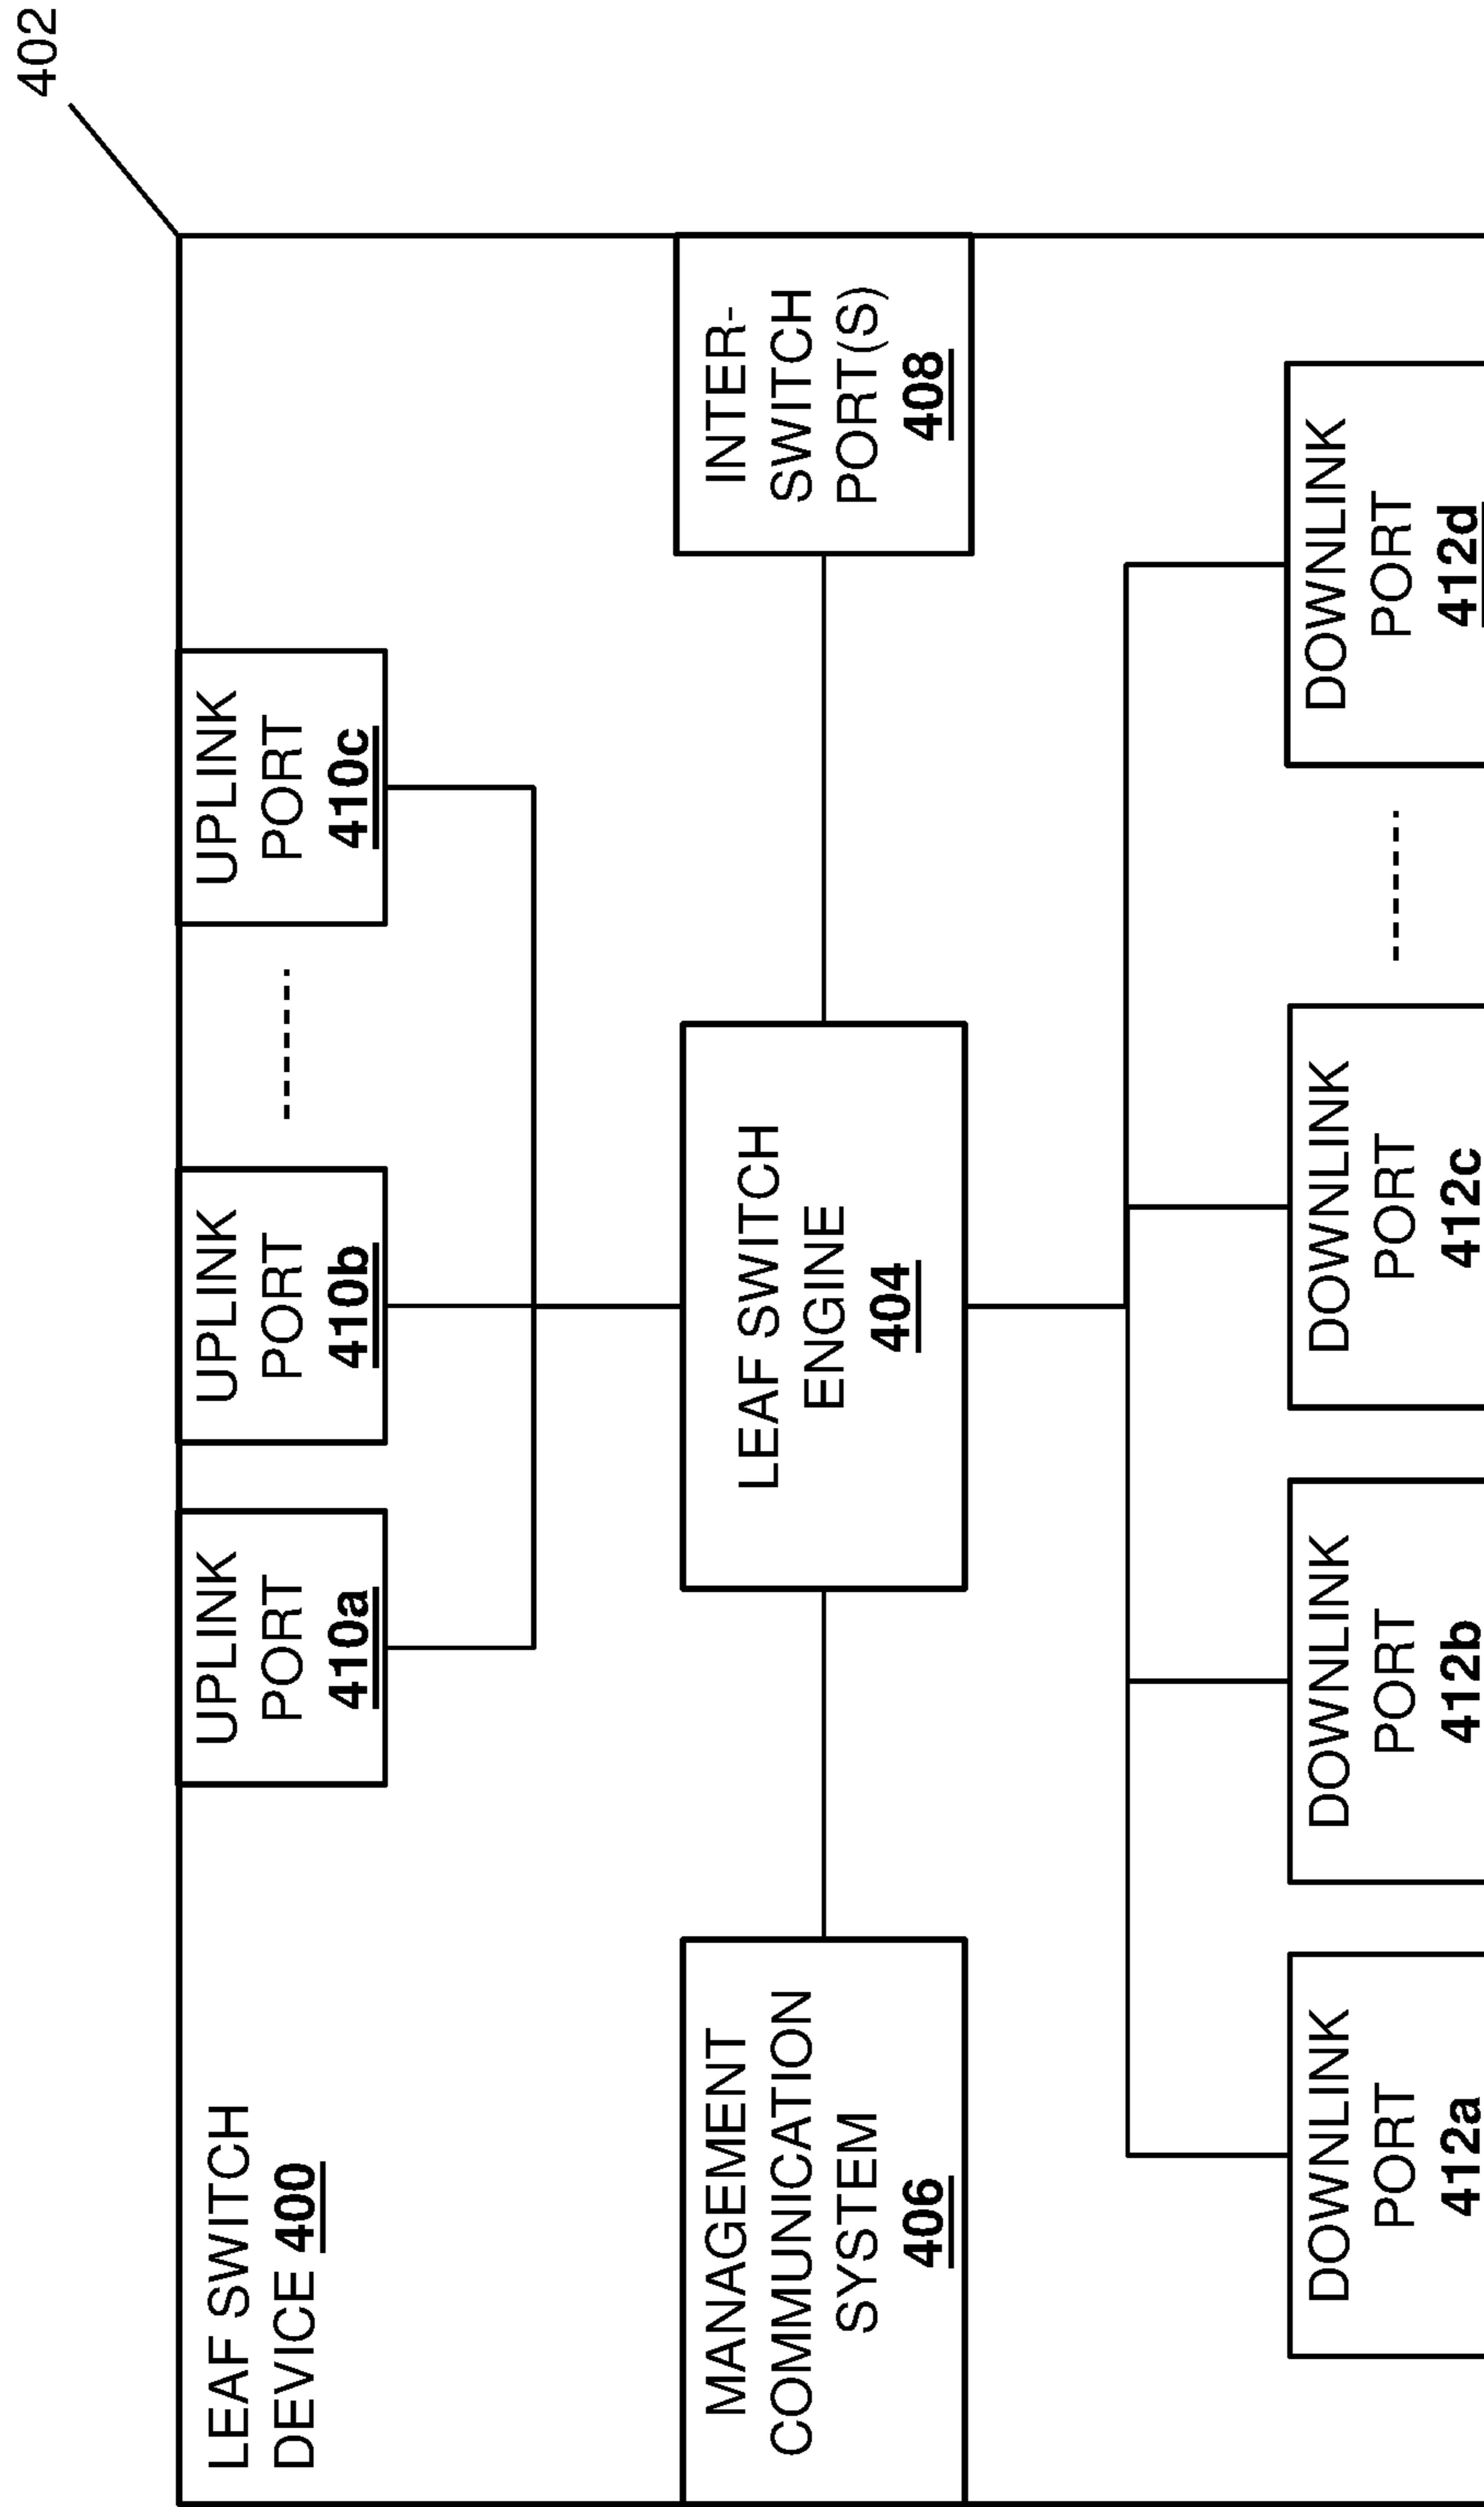 402
LEAF SWITCH
DEVICE 400
UPLINK
PORT
410a
UPLINK
PORT
410b
UPLINK
PORT
410c
MANAGEMENT
COMMUNICATION
SYSTEM
406
LEAF SWITCH
ENGINE
404
INTER-
SWITCH
PORT(S)
408
DOWNLINK
PORT
412a
DOWNLINK
PORT
412b
DOWNLINK
PORT
412c
DOWNLINK
PORT
412d